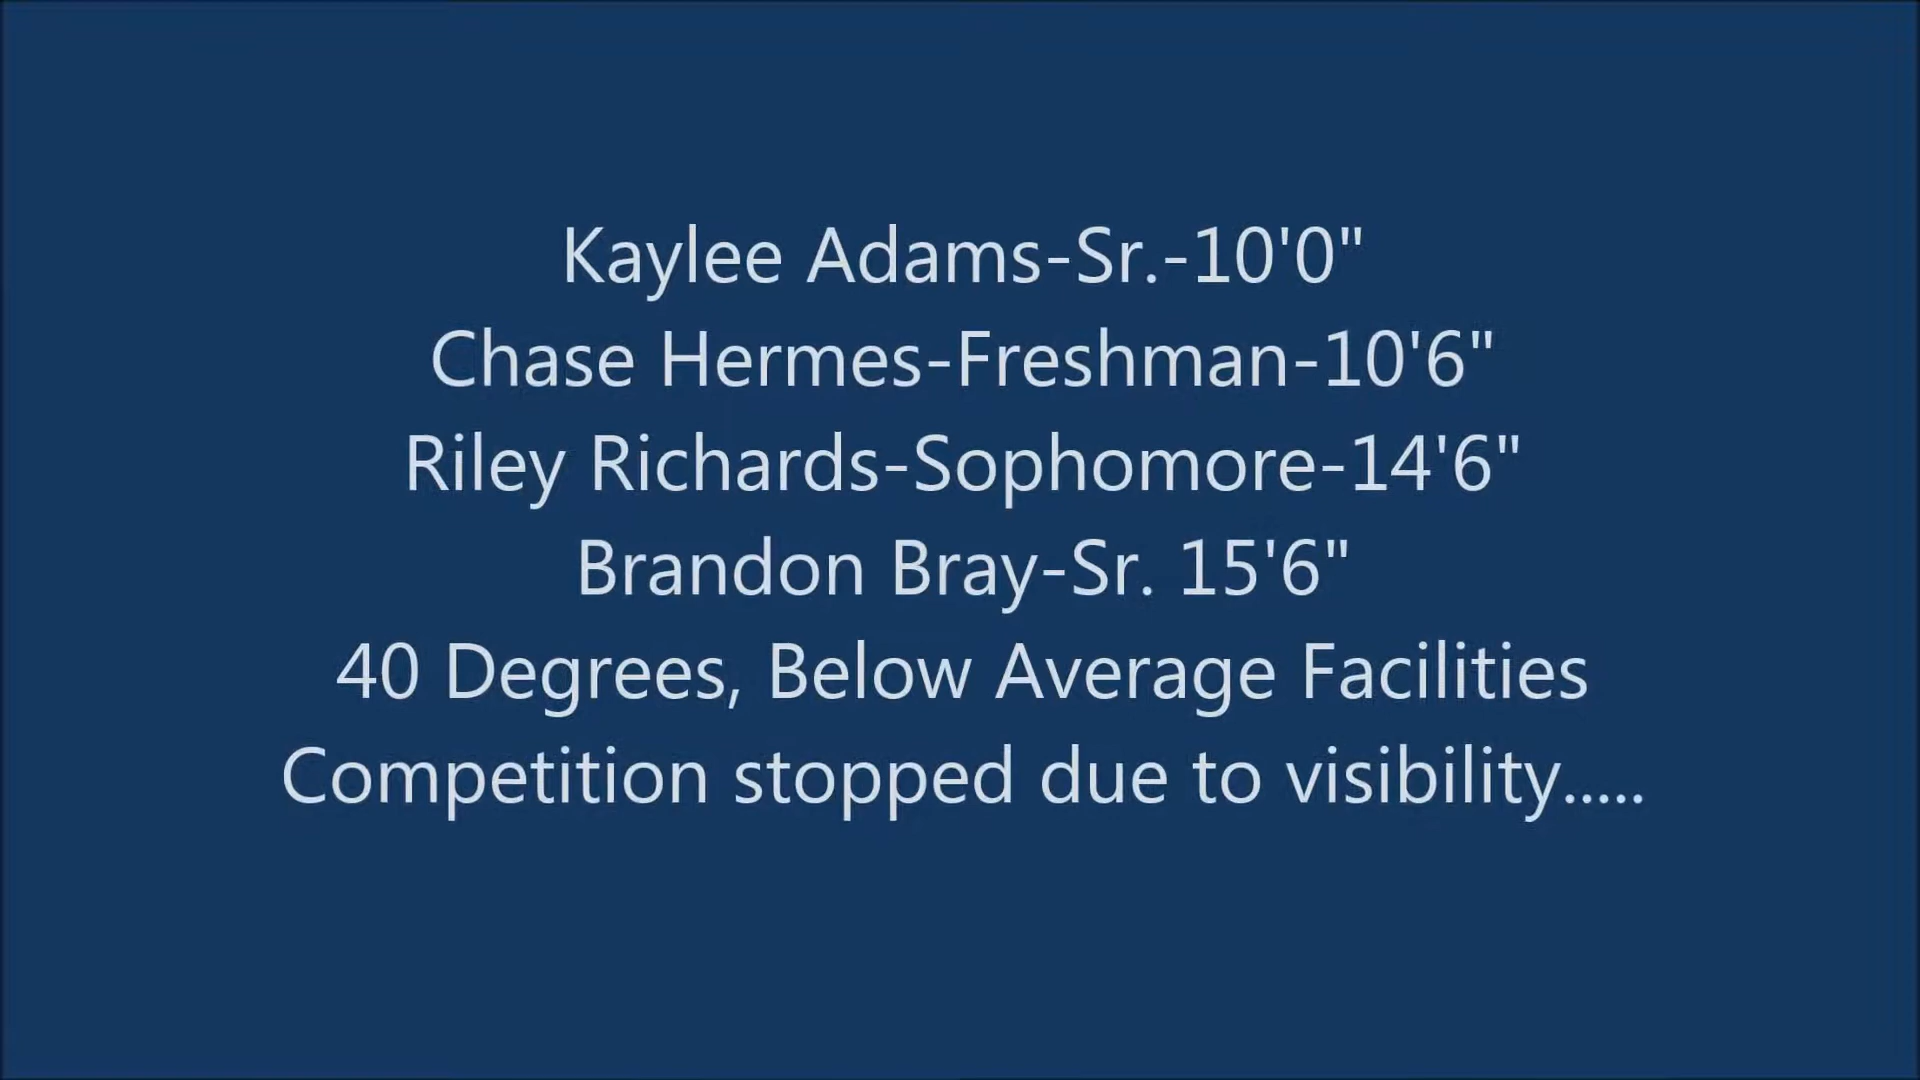 Kaylee Adams-Sr.-10'0"
Chase Hermes-Freshman-10'6"
Riley Richards-Sophomore-14'6"
Brandon Bray-Sr. 15'6"
40 Degrees, Below Average Facilities
Competition stopped due to visibility.....